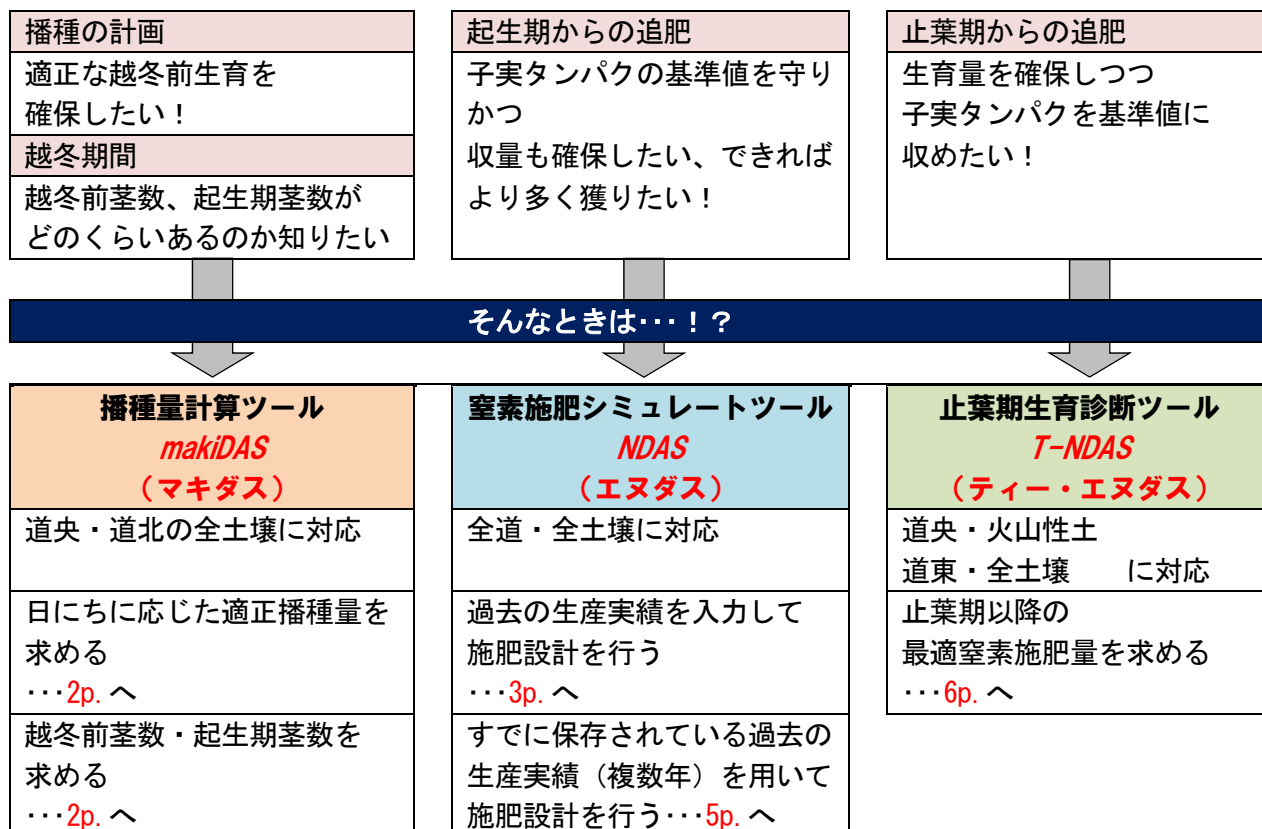 播種の計画
適正な越冬前生育を
確保したい！
越冬期間
越冬前茎数、起生期茎数が
どのくらいあるのか知りたい
起生期からの追肥
子実タンパクの基準値を守り
かつ
収量も確保したい、できれば
より多く獲りたい！
止葉期からの追肥
生育量を確保しつつ
子実タンパクを基準値に
収めたい！
そんなときは･･･！？
播種量計算ツール
makiDAS
（マキダス）
道央・道北の全土壌に対応
日にちに応じた適正播種量を
求める
･･･2p. へ
越冬前茎数・起生期茎数を
求める
･･･2p. へ
窒素施肥シミュレートツール
NDAS
（エヌダス）
全道・全土壌に対応
過去の生産実績を入力して
施肥設計を行う
･･･3p. へ
すでに保存されている過去の
生産実績（複数年）を用いて
施肥設計を行う･･･5p. へ
止葉期生育診断ツール
T-NDAS
（ティー・エヌダス）
道央・火山性土
道東・全土壌　　に対応
止葉期以降の
最適窒素施肥量を求める
･･･6p. へ